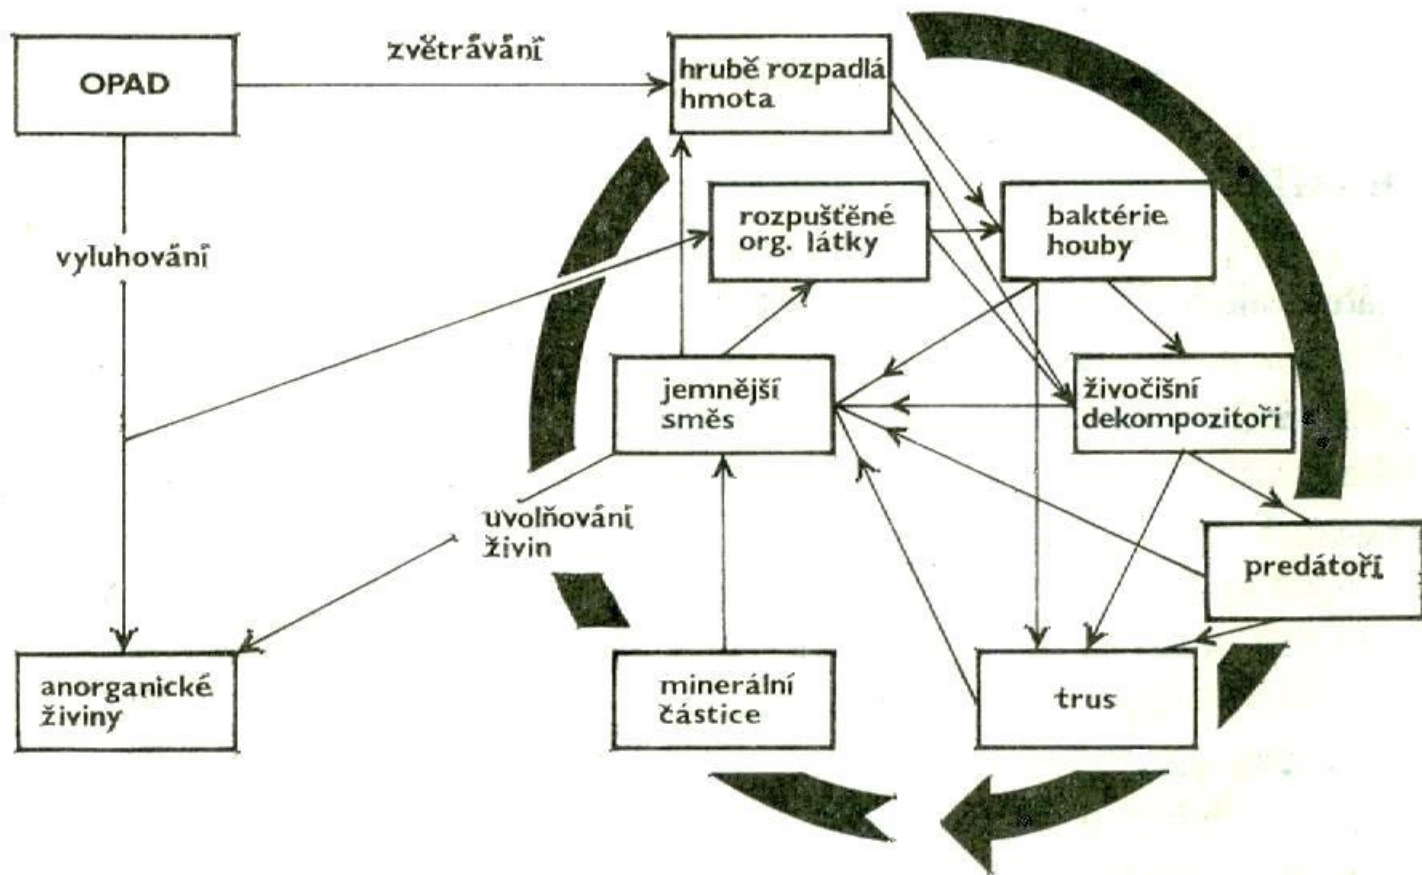 OPAD
zvětrávání
hrubě rozpadlá
hmota
rozpuštěné
org. látky
baktérie
houby
vyluhování
jemnější
směs
živočišní
dekompozitoři
uvolňování
živin
predátoři
anorganické
živiny
minerální
částice
trus